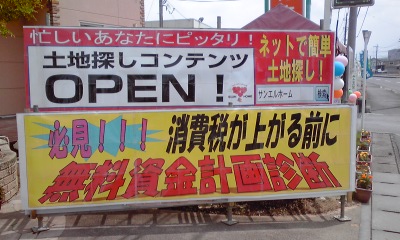 忙しいあなたにピッタリ！
土地探しコンテンツ
OPEN！
ネットで簡単
土地探し！
サンエルホーム 検索
必見！！！
消費税が上がる前に
無料資金計画診断